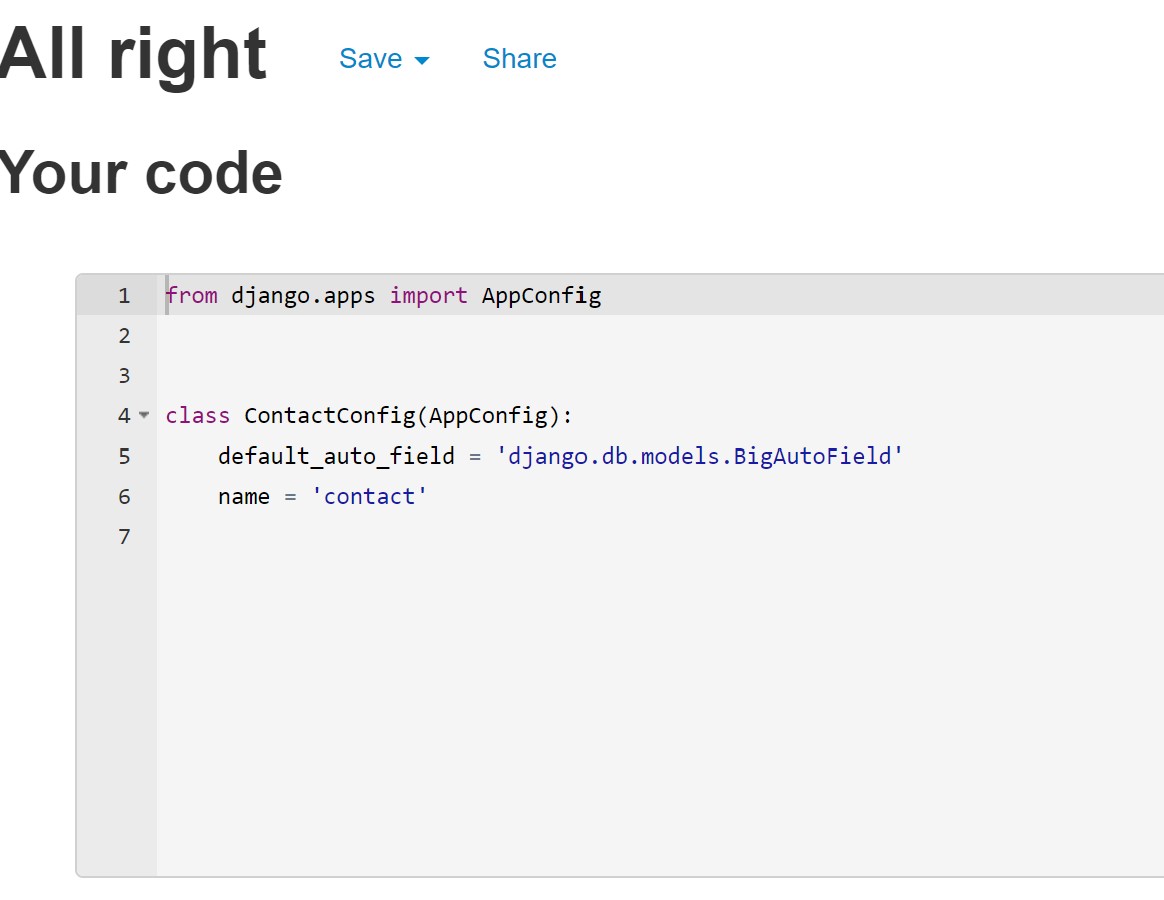 All right Save Share
Your code
1 from django.apps import AppConfig
2
3
4 class ContactConfig(AppConfig):
5     default_auto_field = 'django.db.models.BigAutoField'
6     name = 'contact'
7